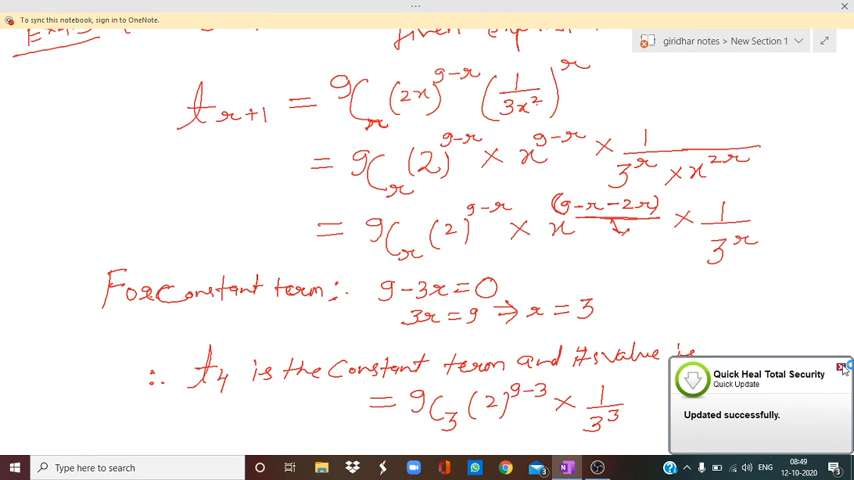 To sync this notebook, sign in to OneNote.
giridhar notes > New Section 1
given
t_{r+1} = 9C_r (2x)^{9-r} (1/3x²)^r
= 9C_r (2)^{9-r} × x^{9-r} × 1/(3^r × x^{2r})
= 9C_r (2)^{9-r} × x^{(9-r-2r)} × 1/3^r
For Constant term:- 9-3r=0
3r=9 ⇒ r=3
∴ t_4 is the Constant term and its value is
= 9C_3 (2)^{9-3} × 1/3^3
Quick Heal Total Security
Quick Update
Updated successfully.
Type here to search
ENG
08:49
12-10-2020
3
3